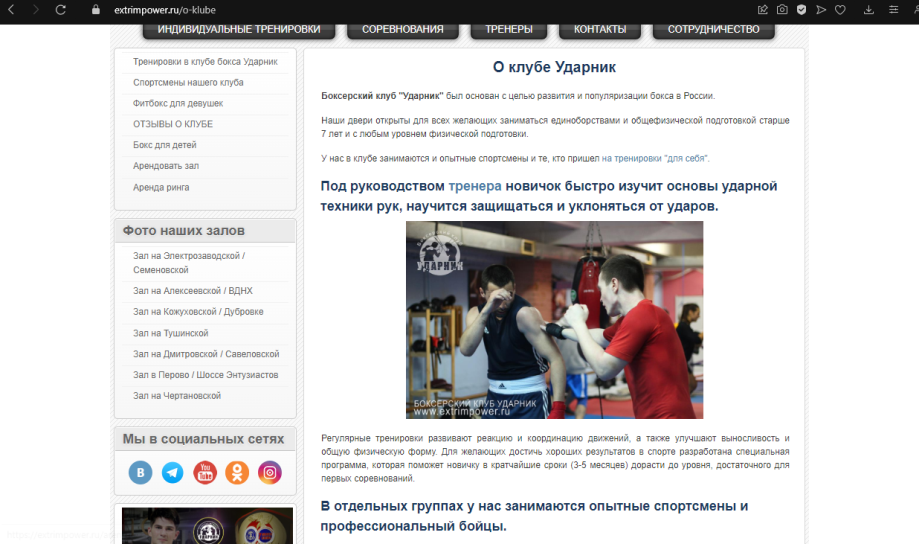 extrimpower.ru/o-klube
ИНДИВИДУАЛЬНЫЕ ТРЕНИРОВКИ
СОРЕВНОВАНИЯ
ТРЕНЕРЫ
КОНТАКТЫ
СОТРУДНИЧЕСТВО
Тренировки в клубе бокса Ударник
Спортсмены нашего клуба
Фитбокс для девушек
ОТЗЫВЫ О КЛУБЕ
Бокс для детей
Арендовать зал
Аренда ринга
Фото наших залов
Зал на Электрозаводской /
Семеновской
Зал на Алексеевской / ВДНХ
Зал на Кожуховской / Дубровке
Зал на Тушинской
Зал на Дмитровской / Савеловской
Зал в Перово / Шоссе Энтузиастов
Зал на Чертановской
Мы в социальных сетях
В
You
Tube
УДАРНИК
О клубе Ударник
Боксерский клуб "Ударник" был основан с целью развития и популяризации бокса в России.
Наши двери открыты для всех желающих заниматься единоборствами и общефизической подготовкой старше
7 лет и с любым уровнем физической подготовки.
У нас в клубе занимаются и опытные спортсмены и те, кто пришел на тренировки "для себя".
Под руководством тренера новичок быстро изучит основы ударной
техники рук, научится защищаться и уклоняться от ударов.
УДАРНИК
БОКСЕРСКИЙ КЛУБ УДАРНИК
www.extrimpower.ru
Регулярные тренировки развивают реакцию и координацию движений, а также улучшают выносливость и
общую физическую форму. Для желающих достичь хороших результатов в спорте разработана специальная
программа, которая поможет новичку в кратчайшие сроки (3-5 месяцев) дорасти до уровня, достаточного для
первых соревнований.
В отдельных группах у нас занимаются опытные спортсмены и
профессиональный бойцы.